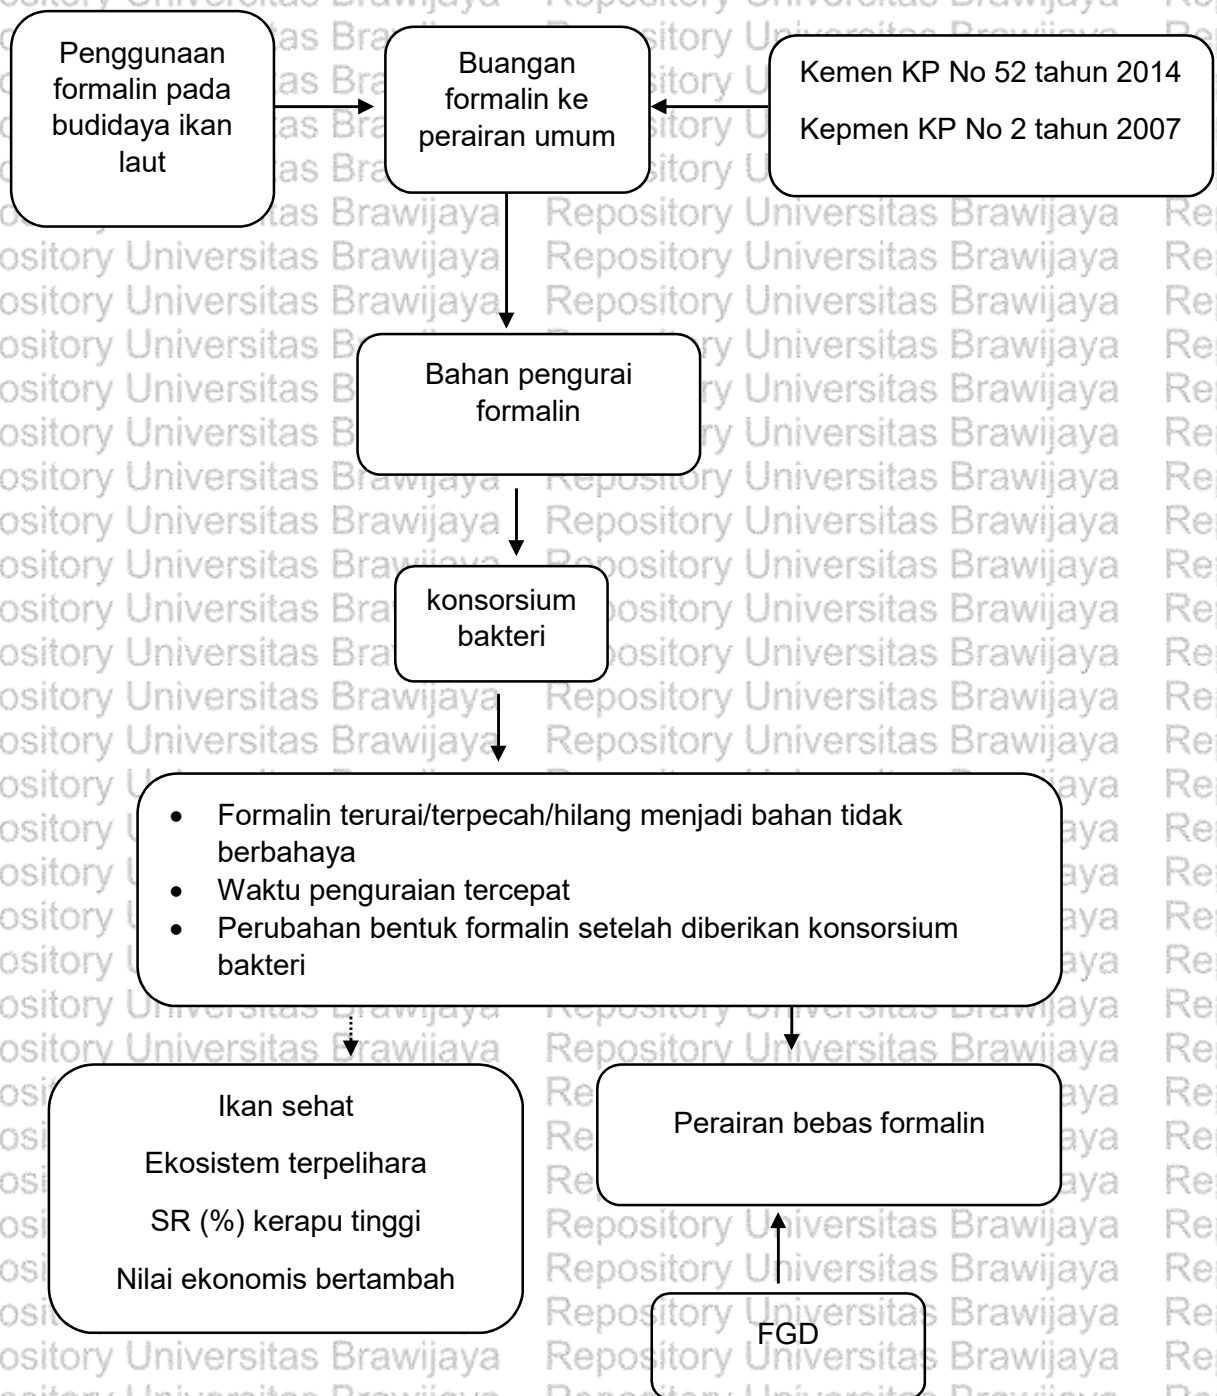 Penggunaan
formalin pada
budidaya ikan
laut
Buangan
formalin ke
perairan umum
Kemen KP No 52 tahun 2014
Kepmen KP No 2 tahun 2007
Bahan pengurai
formalin
konsorsium
bakteri
• Formalin terurai/terpecah/hilang menjadi bahan tidak
berbahaya
• Waktu penguraian tercepat
• Perubahan bentuk formalin setelah diberikan konsorsium
bakteri
Ikan sehat
Ekosistem terpelihara
SR (%) kerapu tinggi
Nilai ekonomis bertambah
Perairan bebas formalin
FGD
Repository Universitas Brawijaya